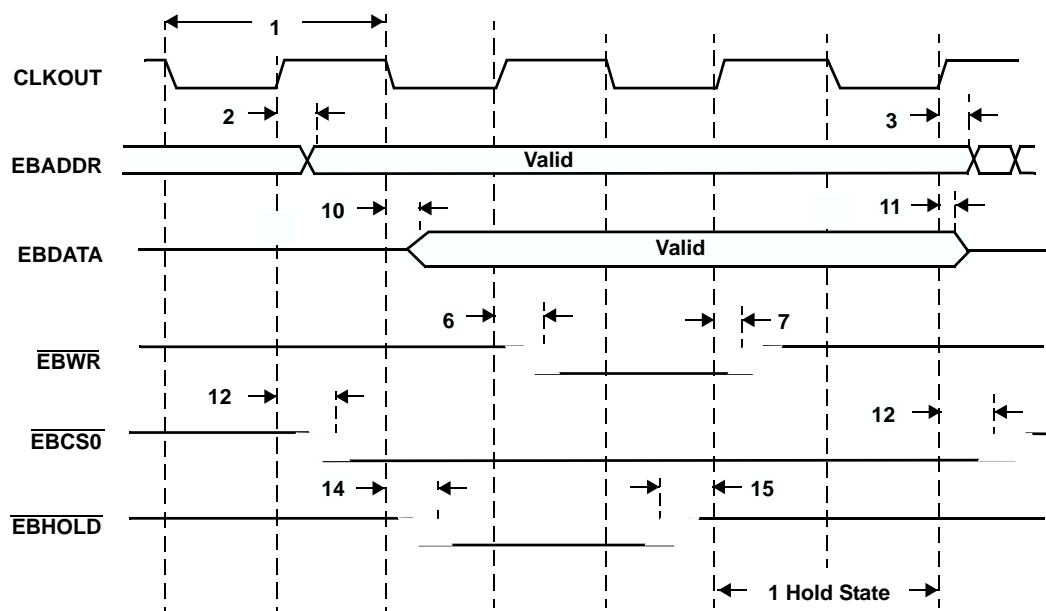 1
CLKOUT
2
3
EBADDR
Valid
10
11
EBDATA
Valid
6
7
EBWR
12
12
EBCS0
14
15
EBHOLD
1 Hold State